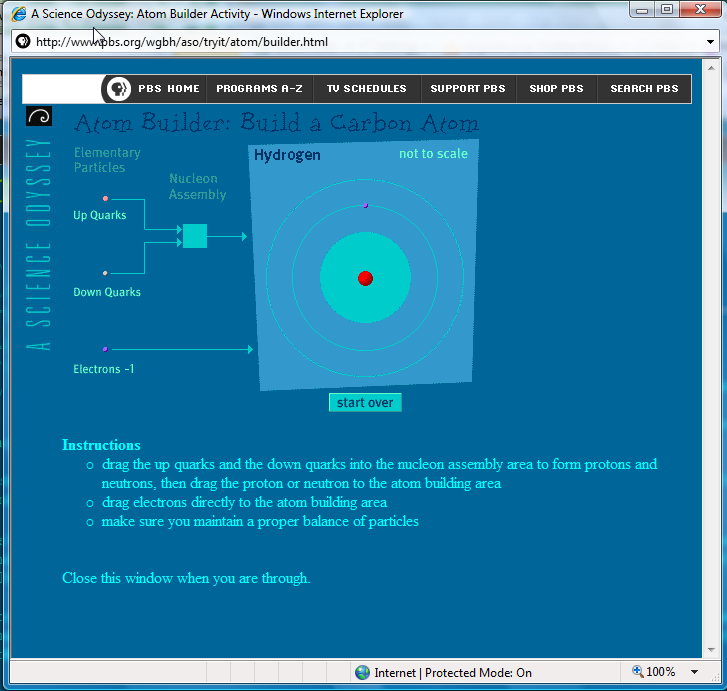 A Science Odyssey: Atom Builder Activity - Windows Internet Explorer
http://www.pbs.org/wgbh/aso/tryit/atom/builder.html
PBS HOME PROGRAMS A-Z TV SCHEDULES SUPPORT PBS SHOP PBS SEARCH PBS
A SCIENCE ODYSSEY
Atom Builder: Build a Carbon Atom
Elementary
Particles
Nucleon
Assembly
Hydrogen
not to scale
Up Quarks
Down Quarks
Electrons -1
start over
Instructions
drag the up quarks and the down quarks into the nucleon assembly area to form protons and
neutrons, then drag the proton or neutron to the atom building area
drag electrons directly to the atom building area
make sure you maintain a proper balance of particles
Close this window when you are through.
Internet | Protected Mode: On
100%